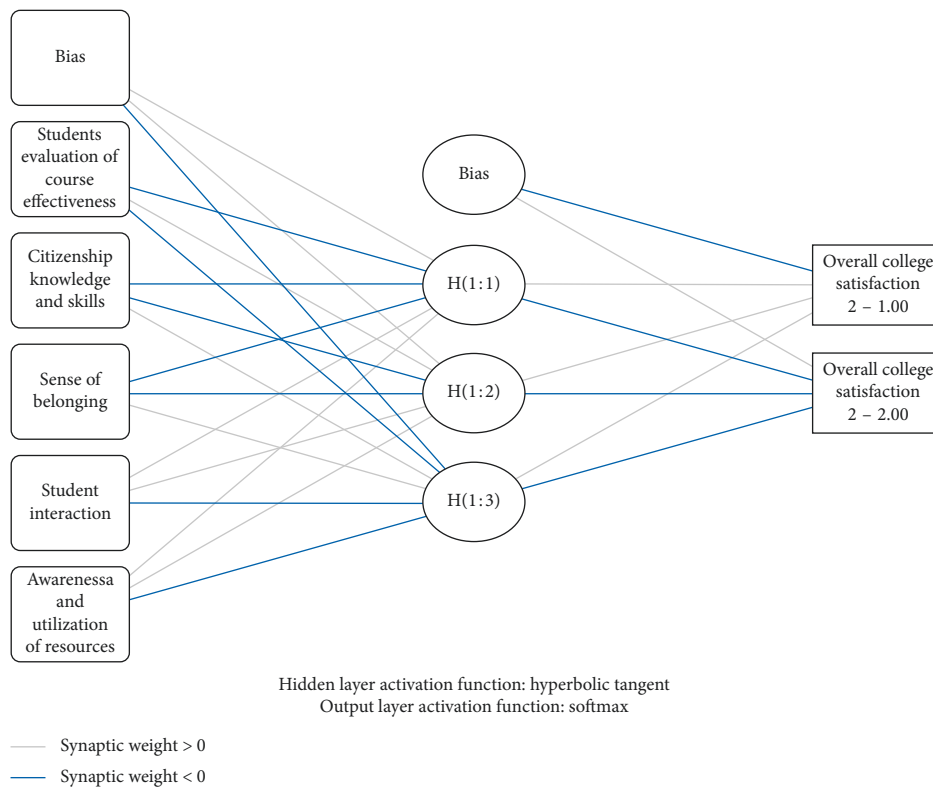 Bias
Students
evaluation of
course
effectiveness
Citizenship
knowledge
and skills
Sense of
belonging
Student
interaction
Awarenessa
and
utilization
of resources
Bias
H(1:1)
H(1:2)
H(1:3)
Overall college
satisfaction
2 – 1.00
Overall college
satisfaction
2 – 2.00
Hidden layer activation function: hyperbolic tangent
Output layer activation function: softmax
Synaptic weight > 0
Synaptic weight < 0